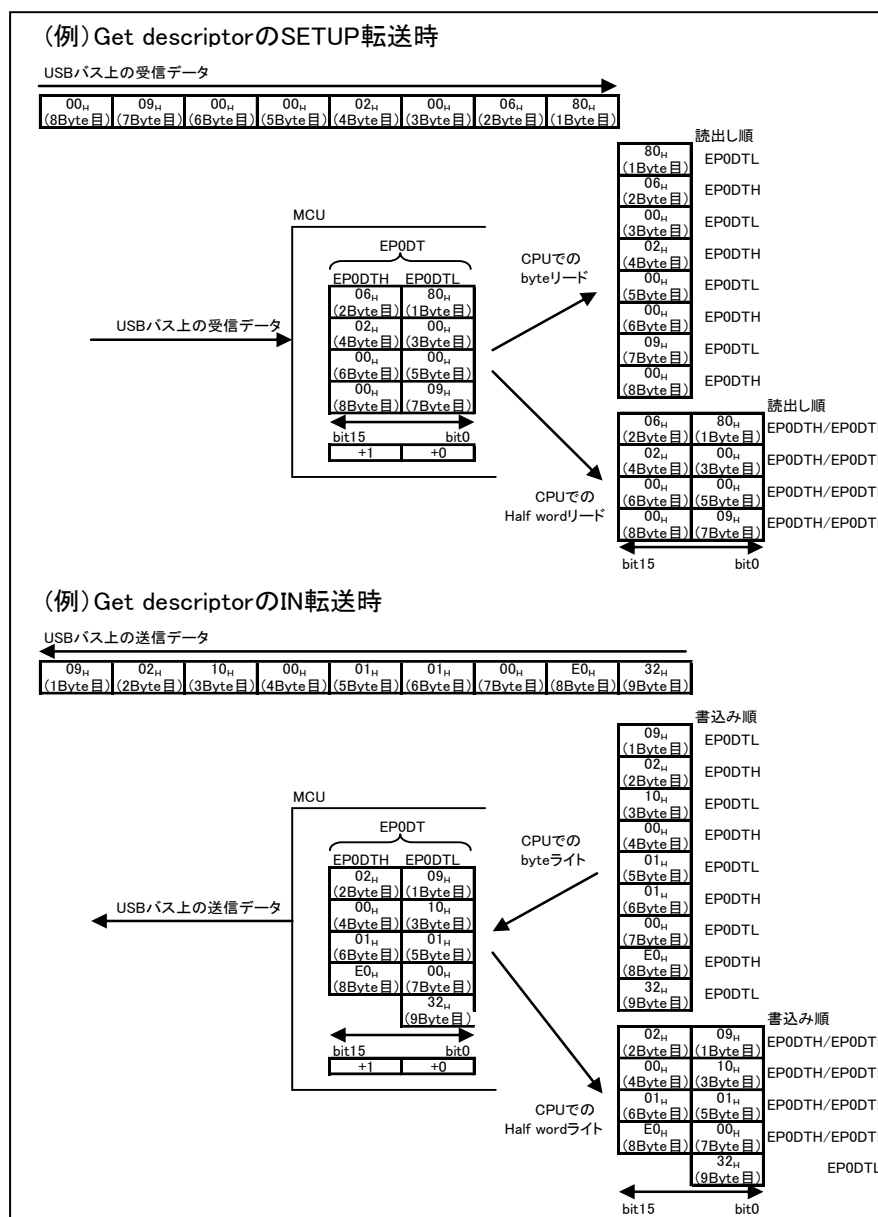 (例)Get descriptorのSETUP転送時
USBバス上の受信データ
00H 09H 00H 00H 02H 00H 06H 80H
(8Byte目) (7Byte目) (6Byte目) (5Byte目) (4Byte目) (3Byte目) (2Byte目) (1Byte目)
読出し順
80H
(1Byte目) EP0DTL
06H
(2Byte目) EP0DTH
00H
(3Byte目) EP0DTL
02H
(4Byte目) EP0DTH
00H
(5Byte目) EP0DTL
00H
(6Byte目) EP0DTH
09H
(7Byte目) EP0DTL
00H
(8Byte目) EP0DTH
MCU
EP0DT
EP0DTH EP0DTL
06H 80H
(2Byte目) (1Byte目)
02H 00H
(4Byte目) (3Byte目)
00H 00H
(6Byte目) (5Byte目)
00H 09H
(8Byte目) (7Byte目)
bit15 bit0
+1 +0
USBバス上の受信データ
CPUでの
byteリード
CPUでの
Half wordリード
読出し順
06H 80H
(2Byte目) (1Byte目) EP0DTH/EP0DT
02H 00H
(4Byte目) (3Byte目) EP0DTH/EP0DT
00H 00H
(6Byte目) (5Byte目) EP0DTH/EP0DT
00H 09H
(8Byte目) (7Byte目) EP0DTH/EP0DT
bit15 bit0
(例)Get descriptorのIN転送時
USBバス上の送信データ
09H 02H 10H 00H 01H 01H 00H E0H 32H
(1Byte目) (2Byte目) (3Byte目) (4Byte目) (5Byte目) (6Byte目) (7Byte目) (8Byte目) (9Byte目)
書込み順
09H
(1Byte目) EP0DTL
02H
(2Byte目) EP0DTH
10H
(3Byte目) EP0DTL
00H
(4Byte目) EP0DTH
01H
(5Byte目) EP0DTL
01H
(6Byte目) EP0DTH
00H
(7Byte目) EP0DTL
E0H
(8Byte目) EP0DTH
32H
(9Byte目) EP0DTL
MCU
EP0DT
EP0DTH EP0DTL
02H 09H
(2Byte目) (1Byte目)
00H 10H
(4Byte目) (3Byte目)
01H 01H
(6Byte目) (5Byte目)
E0H 00H
(8Byte目) (7Byte目)
32H
(9Byte目)
bit15 bit0
+1 +0
USBバス上の送信データ
CPUでの
byteライト
CPUでの
Half wordライト
書込み順
02H 09H
(2Byte目) (1Byte目) EP0DTH/EP0DT
00H 10H
(4Byte目) (3Byte目) EP0DTH/EP0DT
01H 01H
(6Byte目) (5Byte目) EP0DTH/EP0DT
E0H 00H
(8Byte目) (7Byte目) EP0DTH/EP0DT
32H
(9Byte目) EP0DTL
bit15 bit0